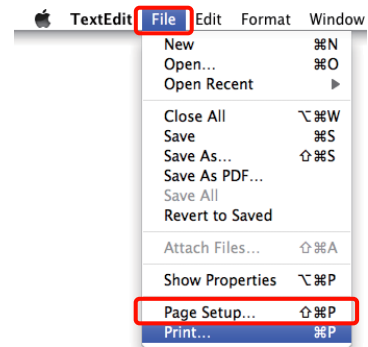 TextEdit File Edit Format Window
New ⌘N
Open... ⌘O
Open Recent ▶
Close All ⌥⌘W
Save ⌘S
Save As... ⇧⌘S
Save As PDF...
Save All
Revert to Saved
Attach Files... ⇧⌘A
Show Properties ⌥⌘P
Page Setup... ⇧⌘P
Print... ⌘P